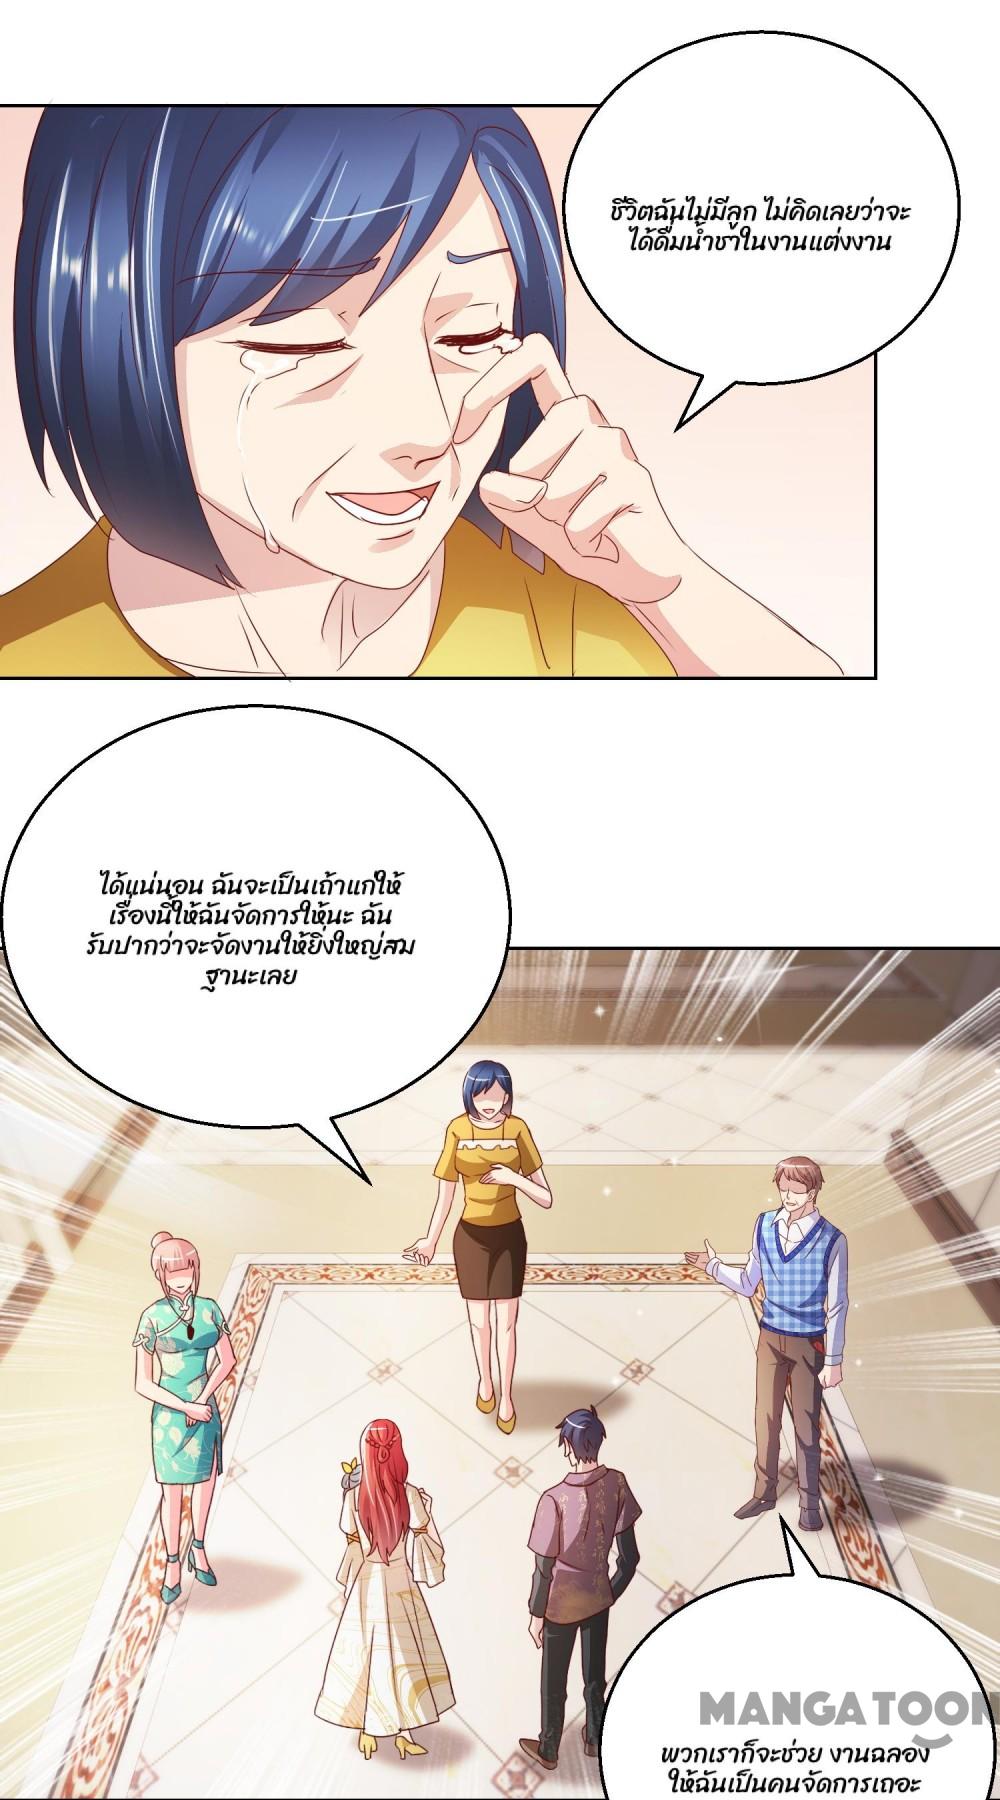 ชีวิตฉันไม่มีลูก ไม่คิดเลยว่าจะ
ได้ดื่มน้ำชาในงานแต่งงาน
ได้แน่นอน ฉันจะเป็นเถ้าแก่ให้
เรื่องนี้ให้ฉันจัดการให้นะ ฉัน
รับปากว่าจะจัดงานให้ยิ่งใหญ่สม
ฐานะเลย
MANGATOON
พวกเราก็จะช่วย งานฉลอง
ให้ฉันเป็นคนจัดการเถอะ